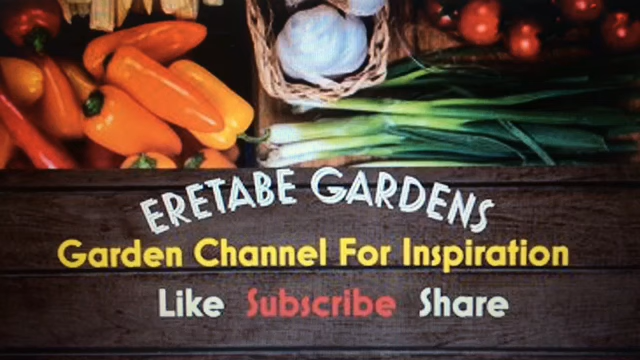 ERETABE GARDENS
Garden Channel For Inspiration
Like Subscribe Share